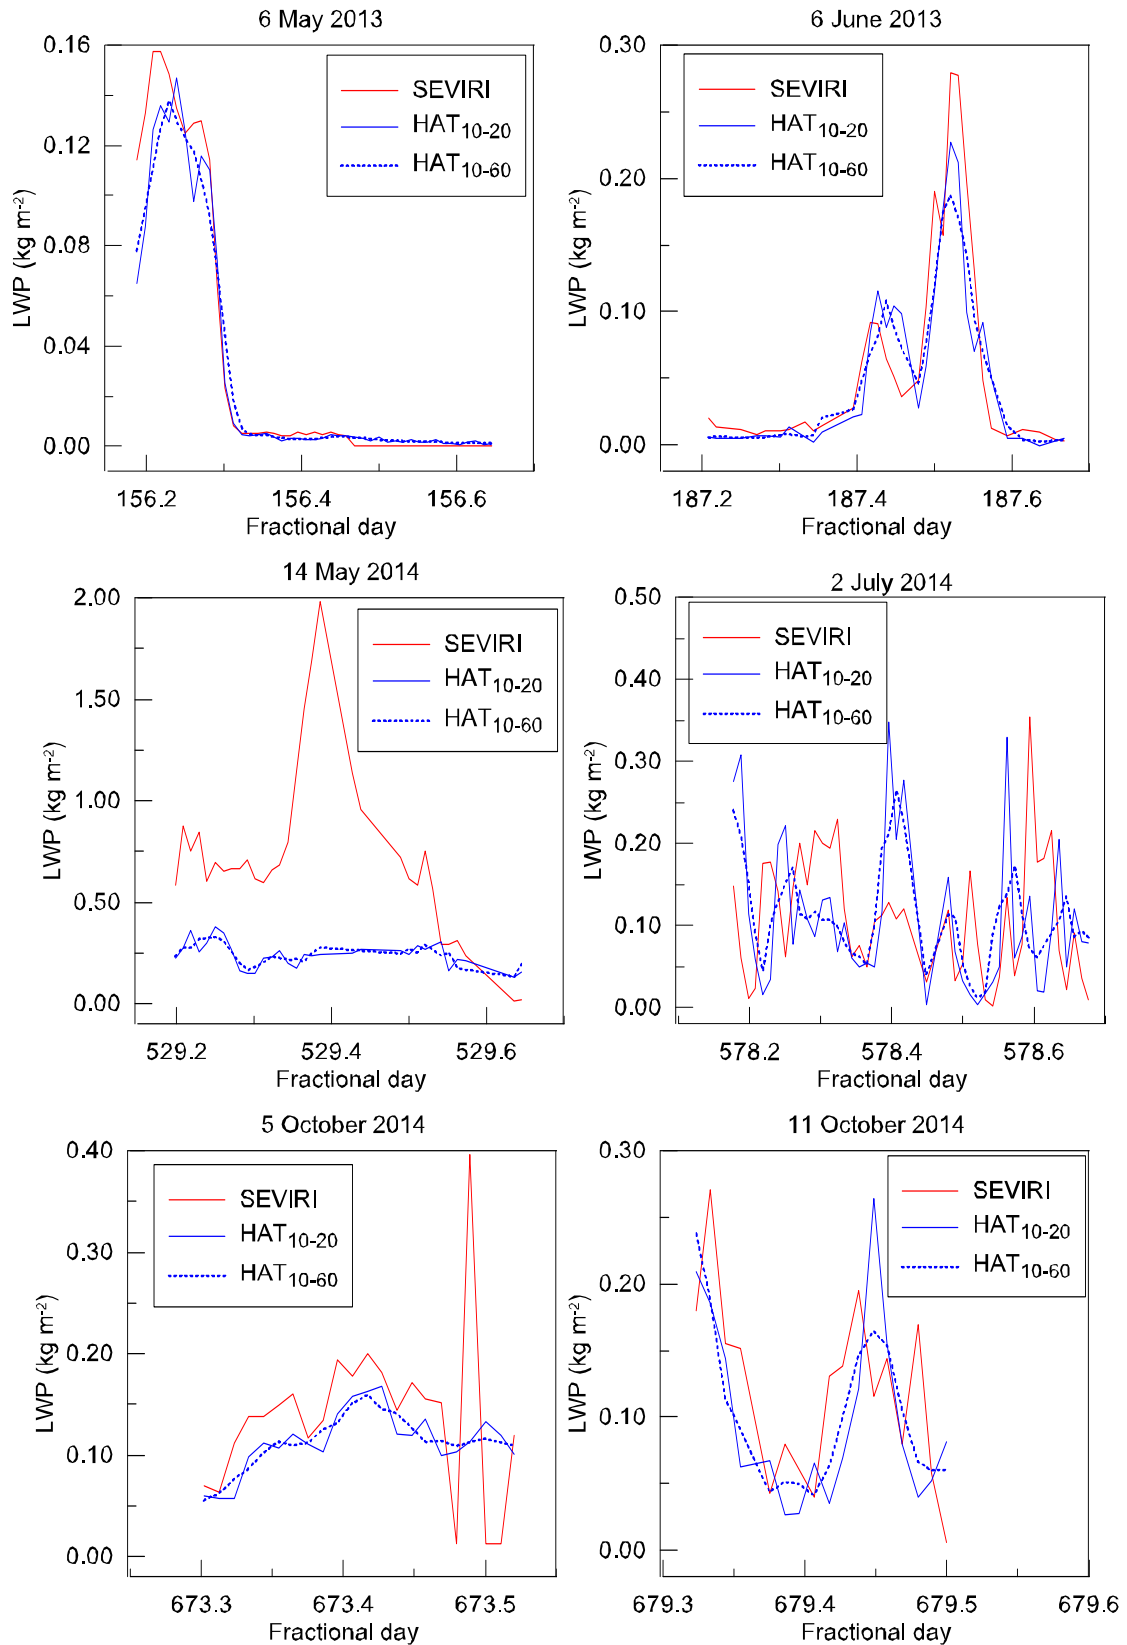 6 May 2013
0.16
0.12
0.08
0.04
0.00
LWP (kg m-2)
SEVIRI
HAT10-20
HAT10-60
156.2
156.4
156.6
Fractional day
6 June 2013
0.30
0.20
0.10
0.00
LWP (kg m-2)
SEVIRI
HAT10-20
HAT10-60
187.2
187.4
187.6
Fractional day
14 May 2014
2.00
1.50
1.00
0.50
0.00
LWP (kg m-2)
SEVIRI
HAT10-20
HAT10-60
529.2
529.4
529.6
Fractional day
2 July 2014
0.50
0.40
0.30
0.20
0.10
0.00
LWP (kg m-2)
SEVIRI
HAT10-20
HAT10-60
578.2
578.4
578.6
Fractional day
5 October 2014
0.40
0.30
0.20
0.10
0.00
LWP (kg m-2)
SEVIRI
HAT10-20
HAT10-60
673.3
673.4
673.5
Fractional day
11 October 2014
0.30
0.20
0.10
0.00
LWP (kg m-2)
SEVIRI
HAT10-20
HAT10-60
679.3
679.4
679.5
679.6
Fractional day